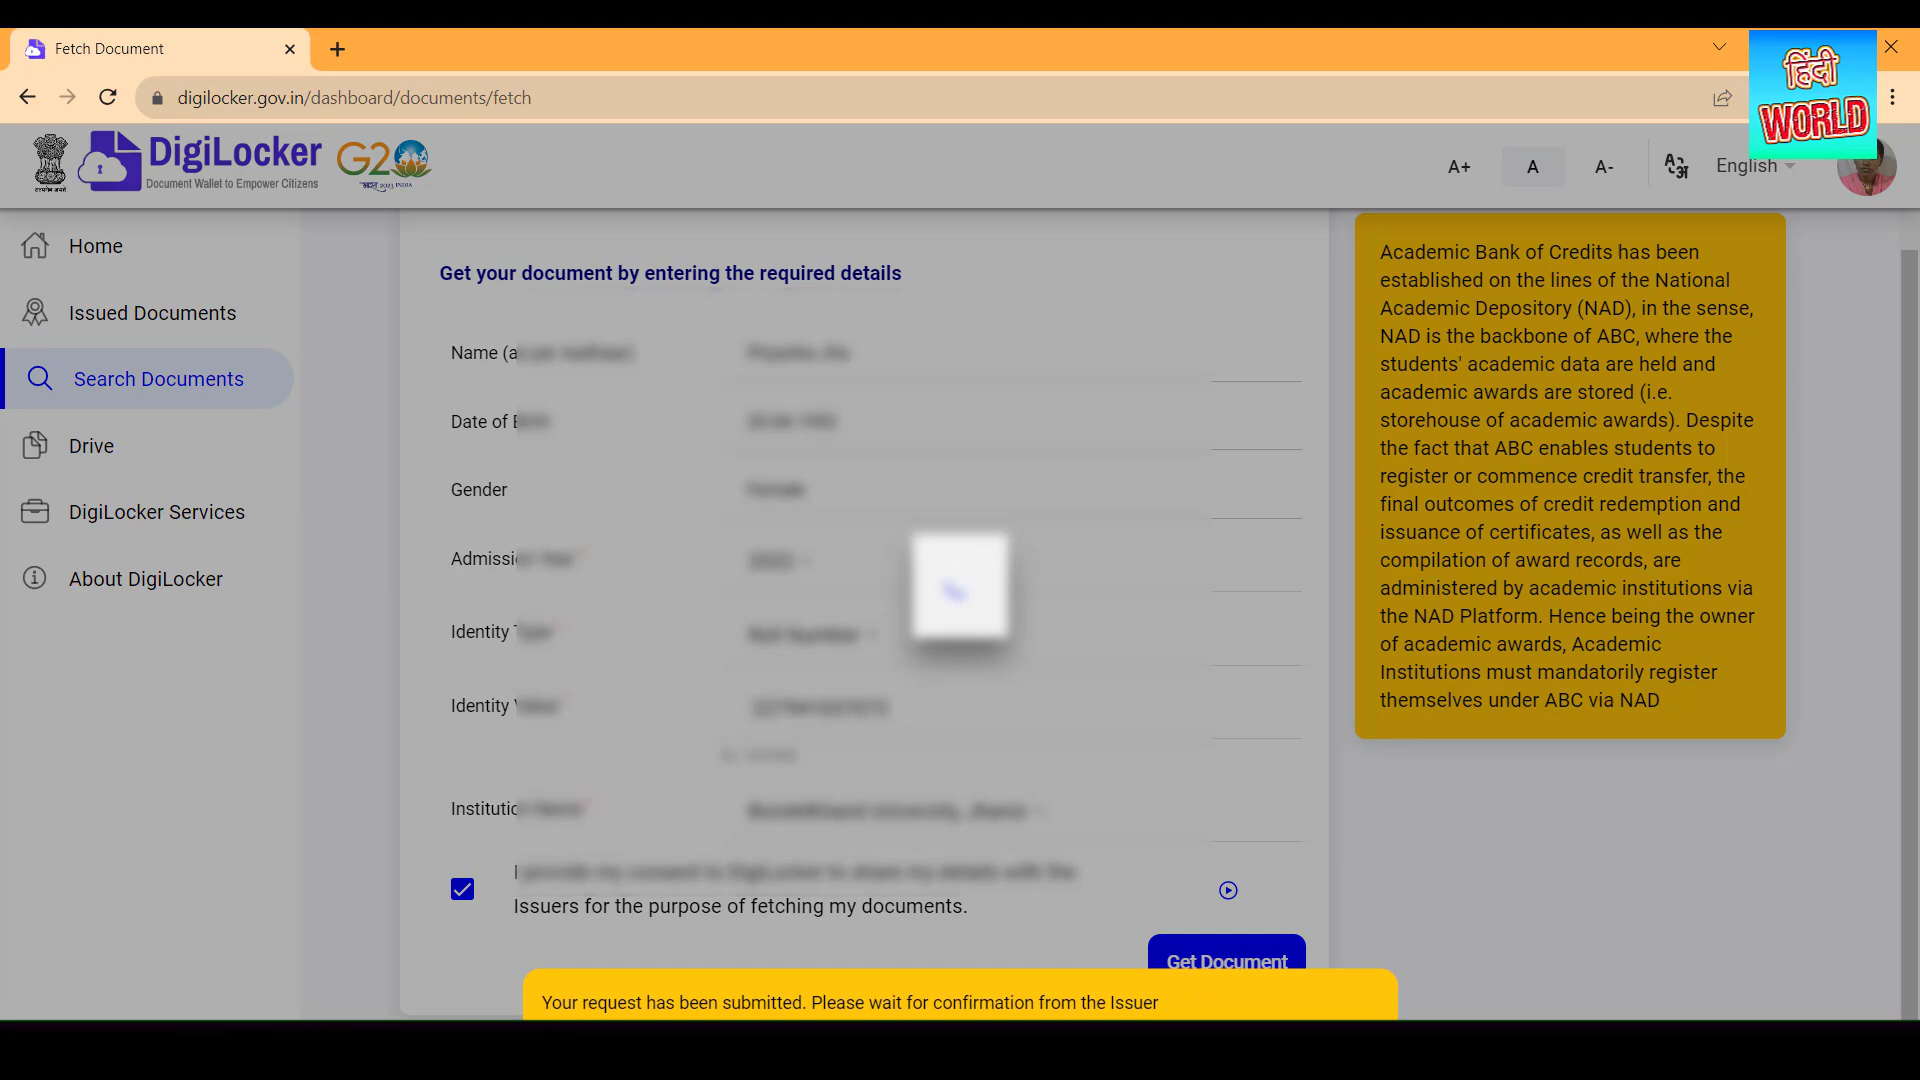 Fetch Document
digilocker.gov.in/dashboard/documents/fetch
हिंदी
WORLD
DigiLocker
Document Wallet to Empower Citizens
G20
A+
A
A-
English
Home
Issued Documents
Search Documents
Drive
DigiLocker Services
About DigiLocker
Get your document by entering the required details
Name
Date of
Gender
Identity
Identity
Issuers for the purpose of fetching my documents.
Get Document
Your request has been submitted. Please wait for confirmation from the Issuer
Academic Bank of Credits has been
established on the lines of the National
Academic Depository (NAD), in the sense,
NAD is the backbone of ABC, where the
students' academic data are held and
academic awards are stored (i.e.
storehouse of academic awards). Despite
the fact that ABC enables students to
register or commence credit transfer, the
final outcomes of credit redemption and
issuance of certificates, as well as the
compilation of award records, are
administered by academic institutions via
the NAD Platform. Hence being the owner
of academic awards, Academic
Institutions must mandatorily register
themselves under ABC via NAD